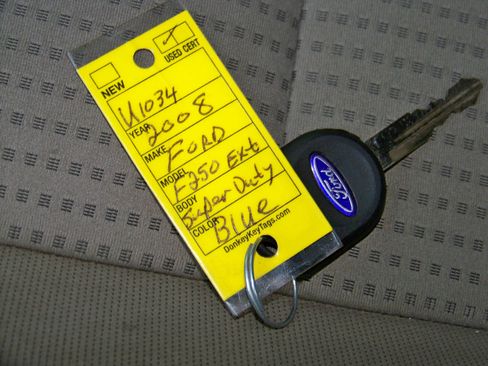 NEW ✓ USED CERT
U1034
YEAR 2008
MAKE FORD
MODEL F250 Ext
BODY Super Duty
COLOR Blue
DonkeyKeyTags.com
Ford